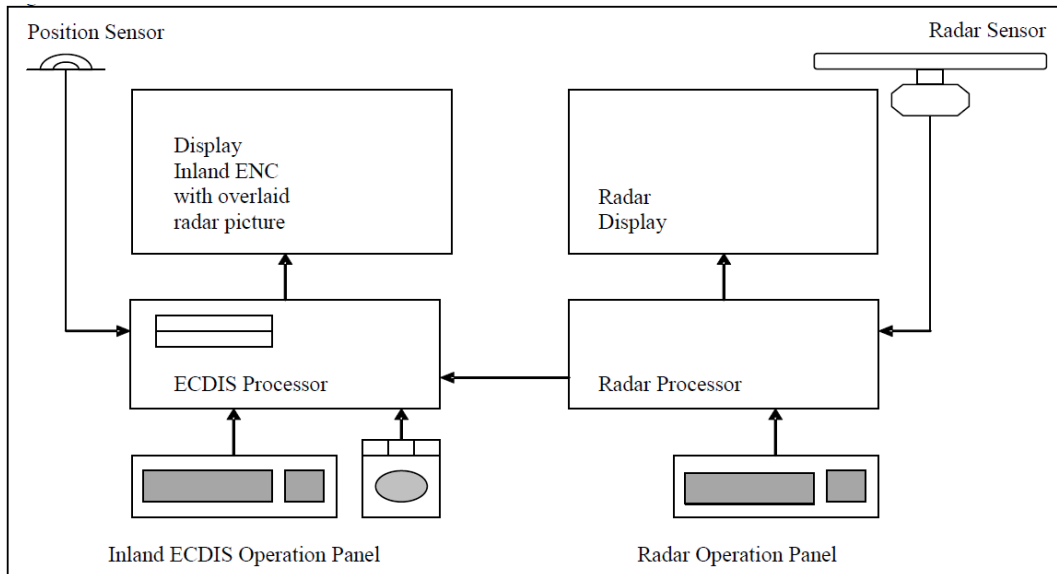 Position Sensor
Radar Sensor
Display
Inland ENC
with overlaid
radar picture
Radar
Display
ECDIS Processor
Radar Processor
Inland ECDIS Operation Panel
Radar Operation Panel